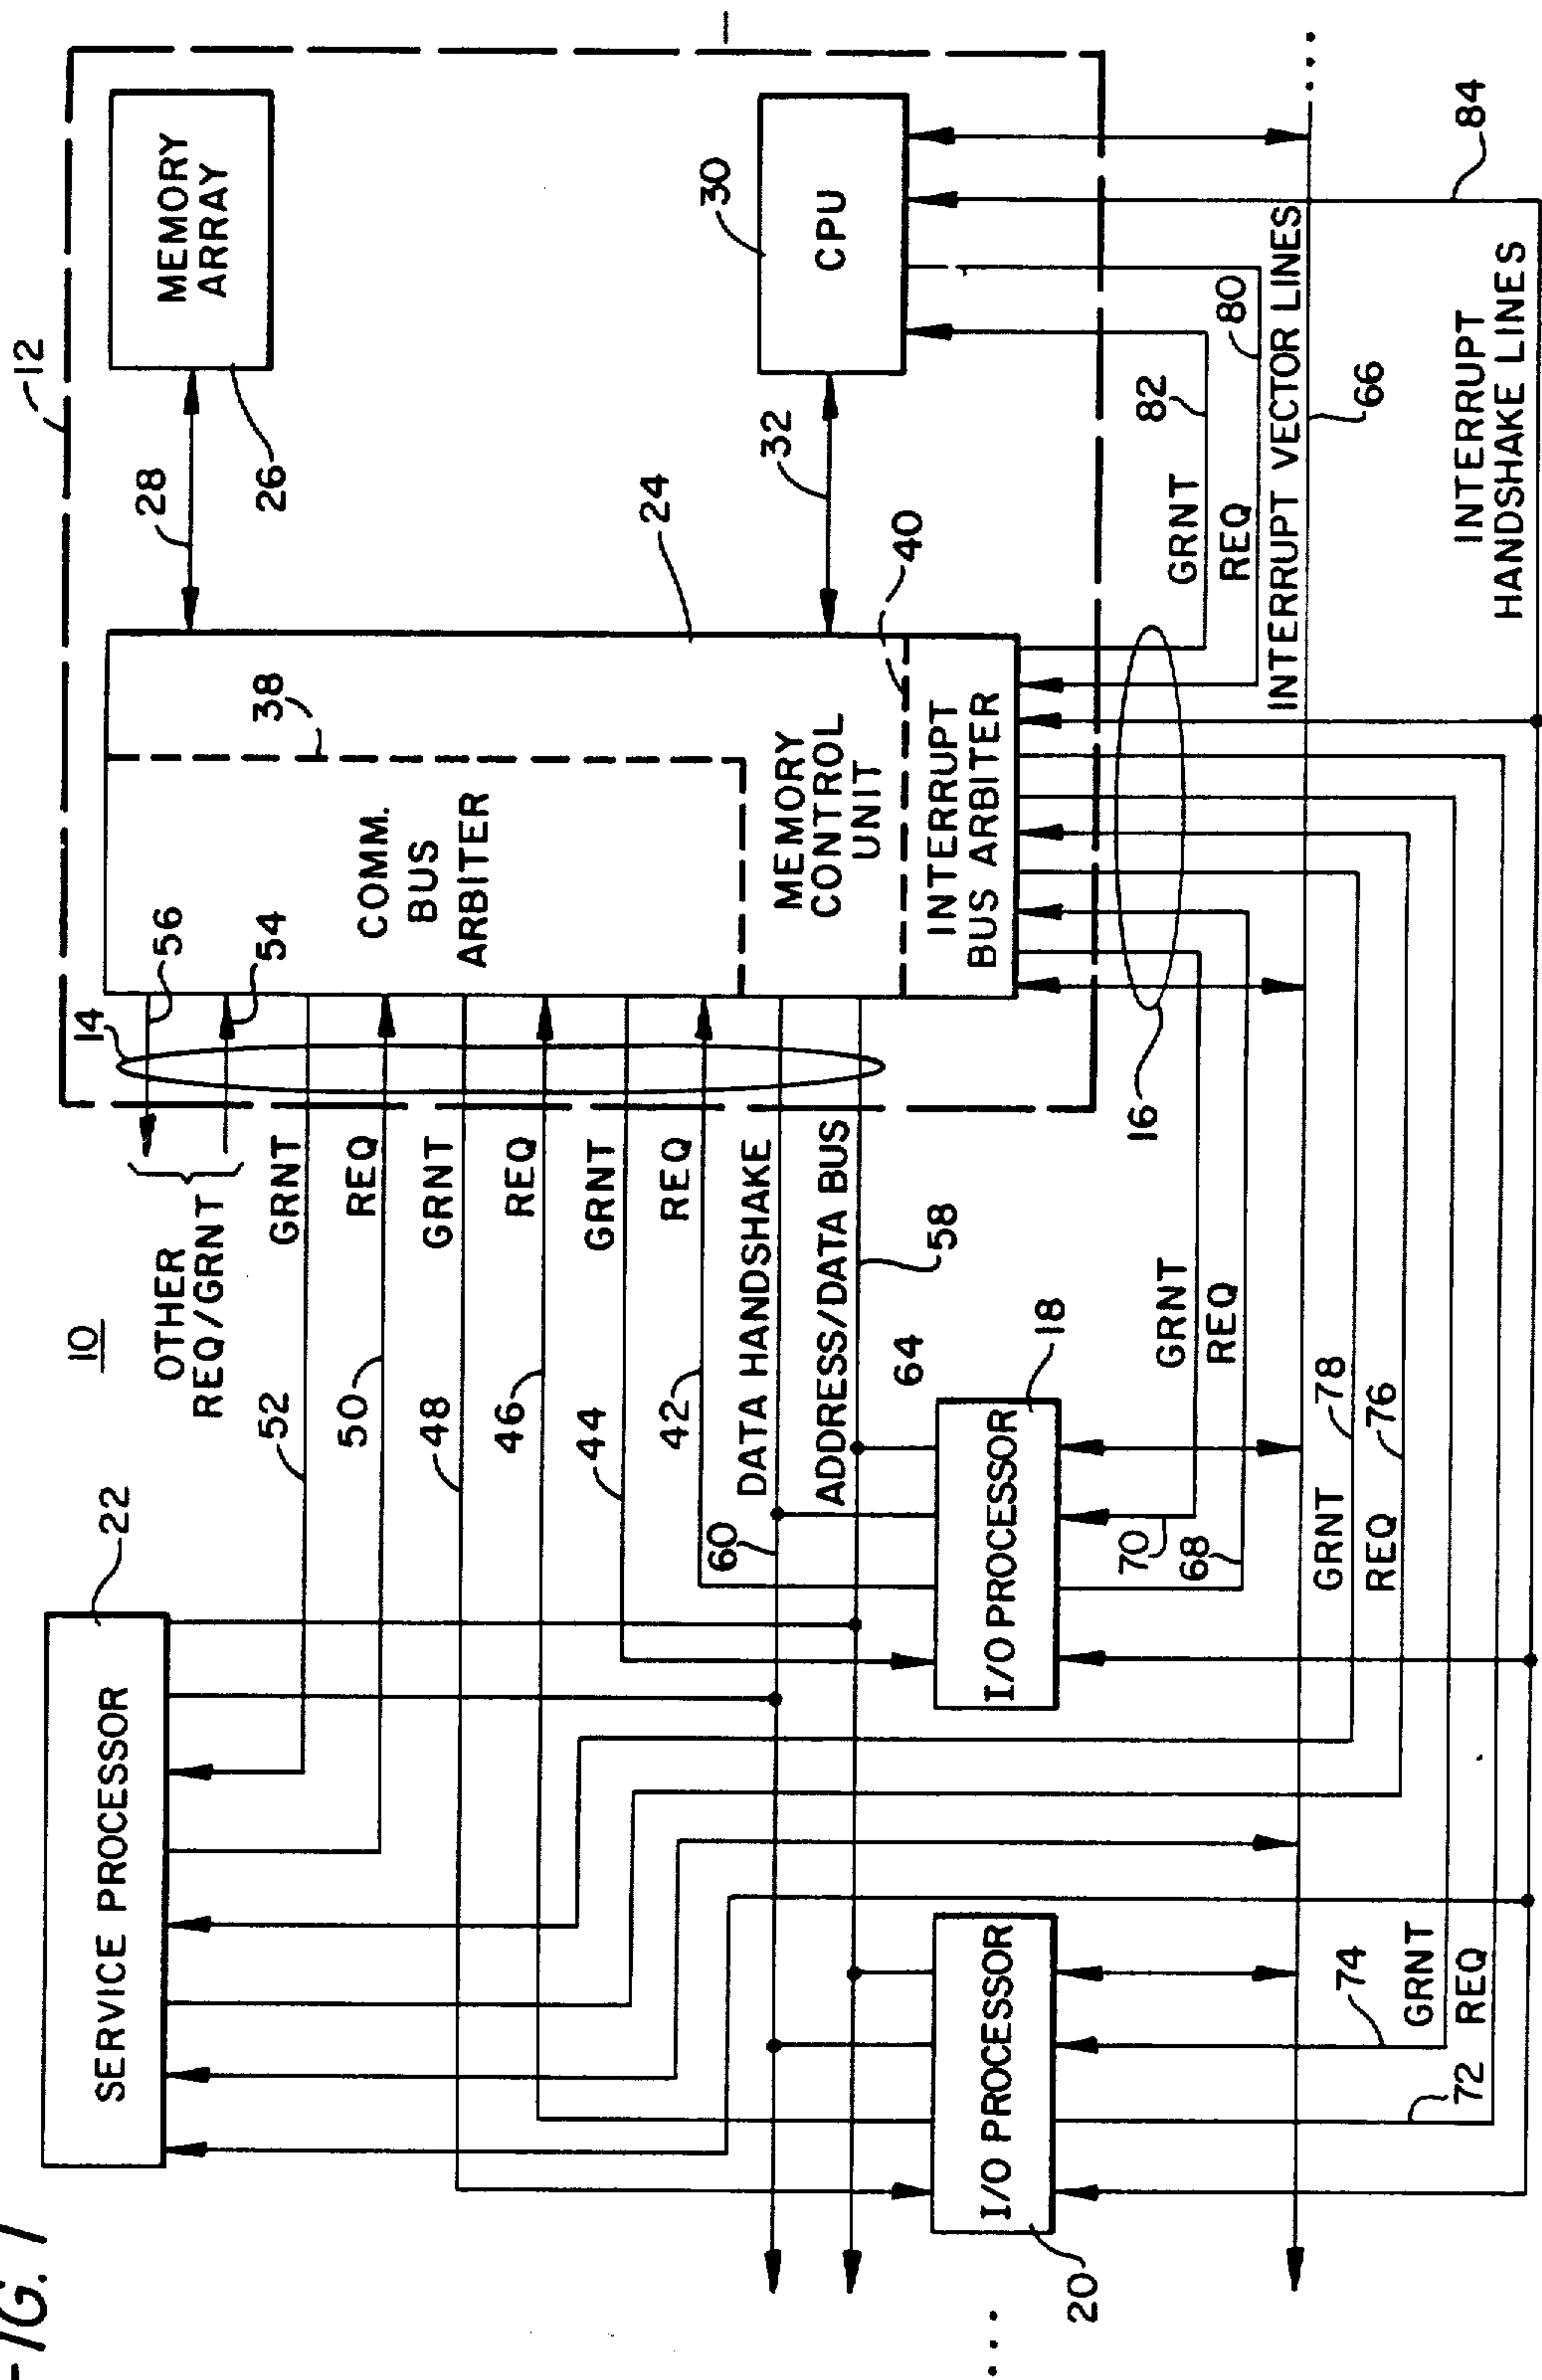 FIG. 1
10
12
14
SERVICE PROCESSOR
22
OTHER
REQ/GRNT
56
54
52
GRNT
50
REQ
48
GRNT
46
REQ
44
GRNT
42
REQ
60
DATA HANDSHAKE
ADDRESS/DATA BUS
58
64
COMM.
BUS
ARBITER
38
MEMORY
CONTROL
UNIT
24
40
INTERRUPT
BUS ARBITER
MEMORY
ARRAY
26
28
CPU
30
32
I/O PROCESSOR
20
I/O PROCESSOR
18
16
GRNT
REQ
70
68
GRNT
78
REQ
76
74
GRNT
REQ
72
GRNT
82
REQ
80
INTERRUPT VECTOR LINES
66
INTERRUPT
HANDSHAKE LINES
84